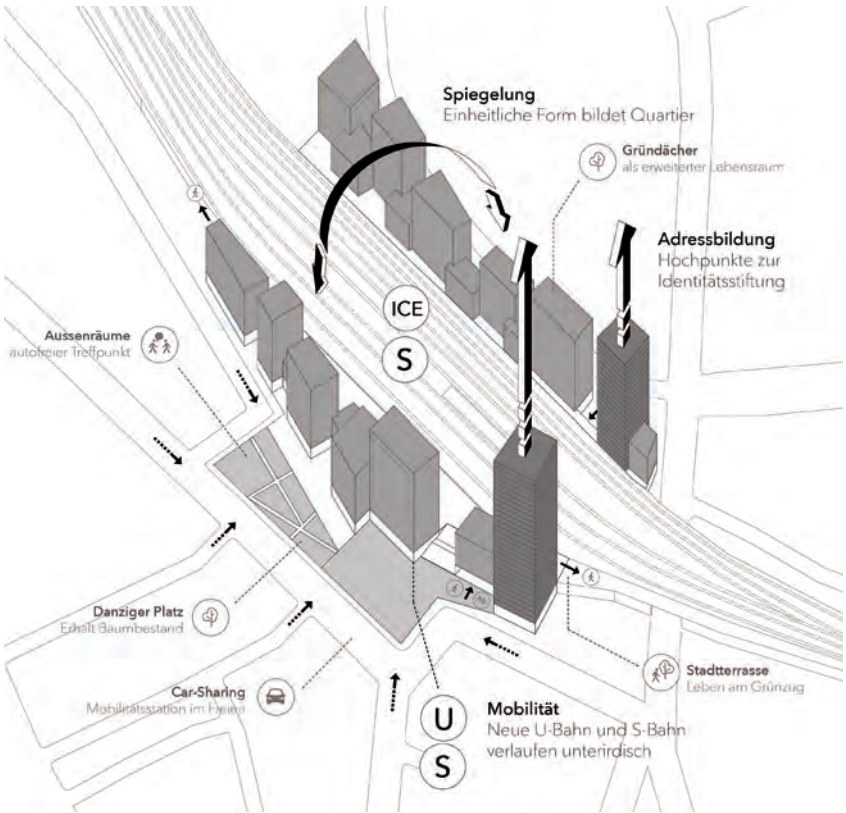 Spiegelung
Einheitliche Form bildet Quartier
Gründächer
als erweiterter Lebensraum
Adressbildung
Hochpunkte zur
Identitätsstiftung
ICE
S
Aussenräume
autofreier Treffpunkt
Danziger Platz
Erhalt Baumbestand
Car-Sharing
Mobilitätsstation im Freien
U
S
Mobilität
Neue U-Bahn und S-Bahn
verlaufen unterirdisch
Stadtterrasse
Leben am Grünzug